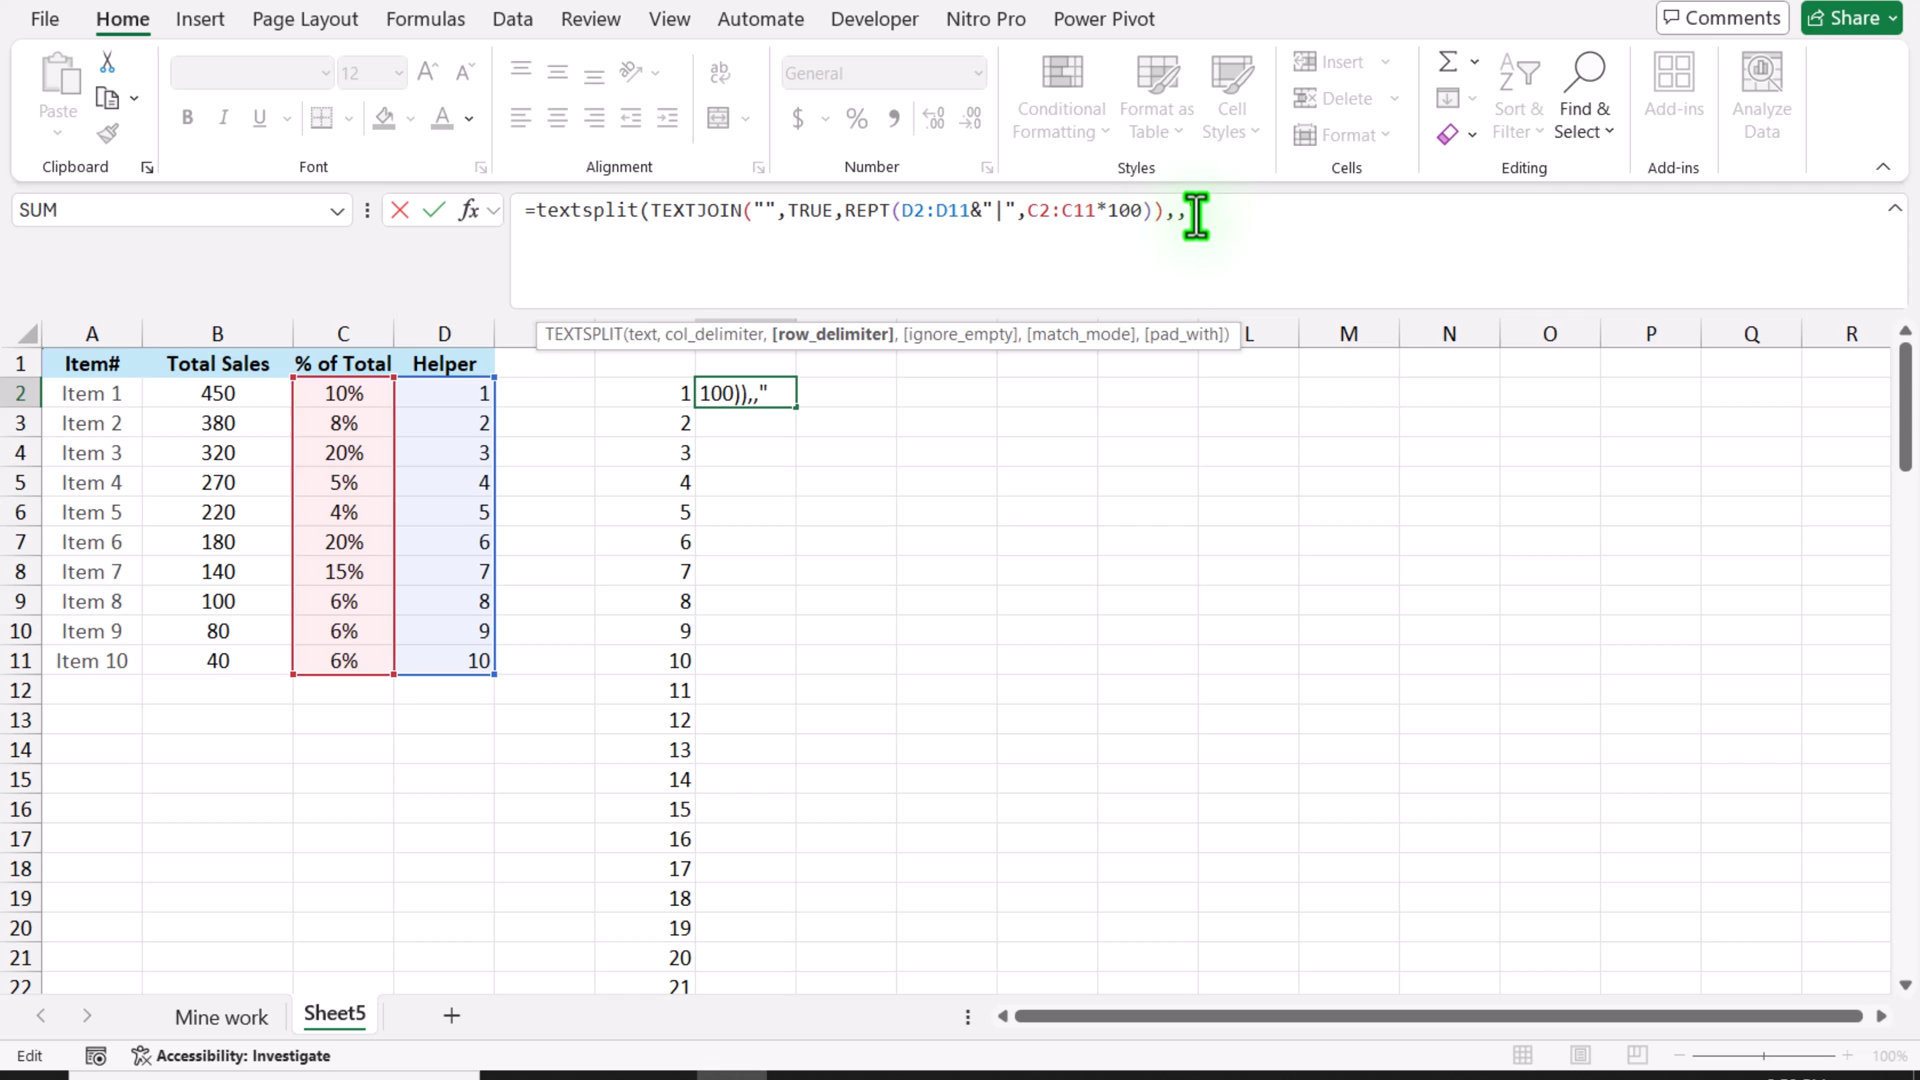 File Home Insert Page Layout Formulas Data Review View Automate Developer Nitro Pro Power Pivot Comments Share
Paste
12
General
Conditional Formatting
Format as Table
Cell Styles
Insert
Delete
Format
Sort & Filter
Find & Select
Add-ins
Analyze Data
Clipboard Font Alignment Number Styles Cells Editing Add-ins
SUM
=textsplit(TEXTJOIN("",TRUE,REPT(D2:D11&"|",C2:C11*100)),,
TEXTSPLIT(text, col_delimiter, [row_delimiter], [ignore_empty], [match_mode], [pad_with])
A B C D L M N O P Q R
1 Item# Total Sales % of Total Helper
2 Item 1 450 10% 1 1 100)),,"
3 Item 2 380 8% 2 2
4 Item 3 320 20% 3 3
5 Item 4 270 5% 4 4
6 Item 5 220 4% 5 5
7 Item 6 180 20% 6 6
8 Item 7 140 15% 7 7
9 Item 8 100 6% 8 8
10 Item 9 80 6% 9 9
11 Item 10 40 6% 10 10
12 11
13 12
14 13
15 14
16 15
17 16
18 17
19 18
20 19
21 20
22 21
Mine work Sheet5
Edit Accessibility: Investigate 100%